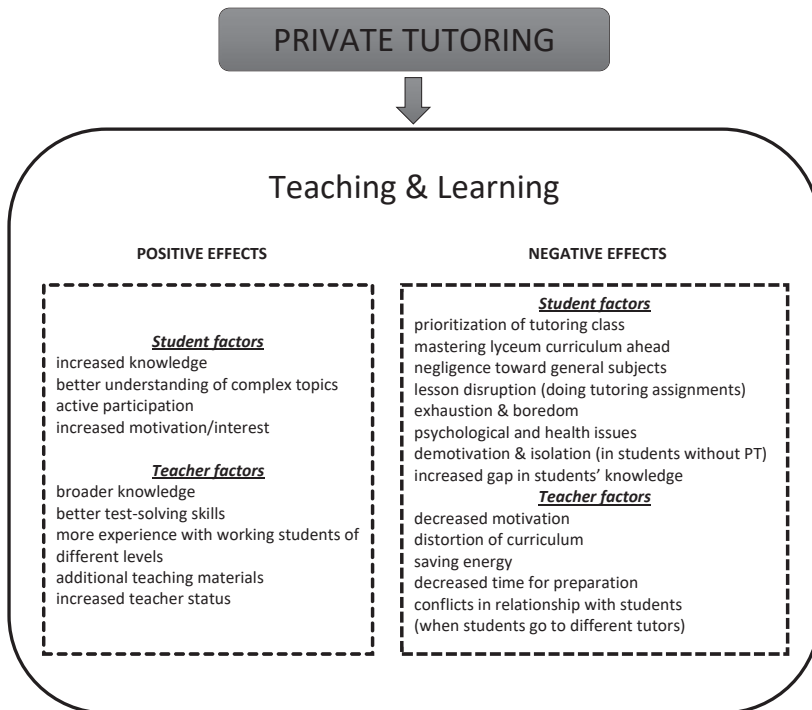 PRIVATE TUTORING
Teaching & Learning
POSITIVE EFFECTS
Student factors
increased knowledge
better understanding of complex topics
active participation
increased motivation/interest
Teacher factors
broader knowledge
better test-solving skills
more experience with working students of
different levels
additional teaching materials
increased teacher status
NEGATIVE EFFECTS
Student factors
prioritization of tutoring class
mastering lyceum curriculum ahead
negligence toward general subjects
lesson disruption (doing tutoring assignments)
exhaustion & boredom
psychological and health issues
demotivation & isolation (in students without PT)
increased gap in students’ knowledge
Teacher factors
decreased motivation
distortion of curriculum
saving energy
decreased time for preparation
conflicts in relationship with students
(when students go to different tutors)